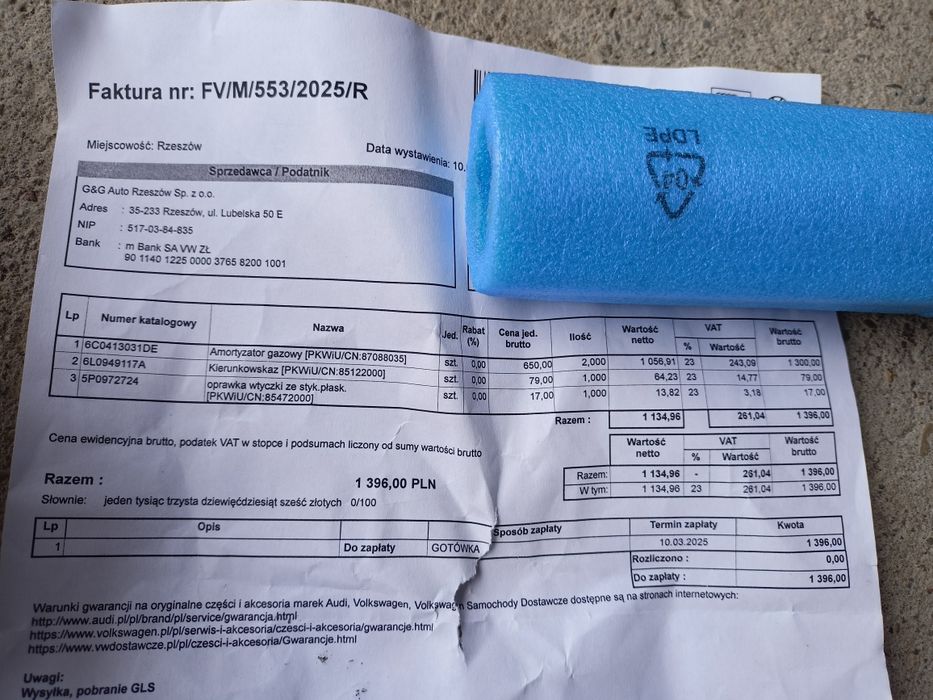 Faktura nr: FV/M/553/2025/R
Miejscowość: Rzeszów
Data wystawienia: 10.
Sprzedawca / Podatnik
G&G Auto Rzeszów Sp. z o.o.
Adres : 35-233 Rzeszów, ul. Lubelska 50 E
NIP : 517-03-84-835
Bank : m Bank SA VW ZŁ
90 1140 1225 0000 3765 8200 1001
LDPE
04
Lp Numer katalogowy Nazwa Jed. Rabat (%) Cena jed. brutto Ilość Wartość netto VAT % Wartość Wartość brutto
1 6C0413031DE Amortyzator gazowy [PKWiU/CN:87088035] szt. 0,00 650,00 2,000 1 056,91 23 243,09 1 300,00
2 6L0949117A Kierunkowskaz [PKWiU/CN:85122000] szt. 0,00 79,00 1,000 64,23 23 14,77 79,00
3 5P0972724 oprawka wtyczki ze styk.płask. szt. 0,00 17,00 1,000 13,82 23 3,18 17,00
[PKWiU/CN:85472000]
Razem : 1 134,96 261,04 1 396,00
Cena ewidencyjna brutto, podatek VAT w stopce i podsumach liczony od sumy wartości brutto
Wartość netto VAT % Wartość Wartość brutto
Razem: 1 134,96 - 261,04 1 396,00
W tym: 1 134,96 23 261,04 1 396,00
Razem : 1 396,00 PLN
Słownie: jeden tysiąc trzysta dziewięćdziesiąt sześć złotych 0/100
Lp Opis Sposób zapłaty Termin zapłaty Kwota
1 Do zapłaty GOTÓWKA 10.03.2025 1 396,00
Rozliczono : 0,00
Do zapłaty : 1 396,00
Warunki gwarancji na oryginalne części i akcesoria marek Audi, Volkswagen, Volkswagen Samochody Dostawcze dostępne są na stronach internetowych:
http://www.audi.pl/pl/brand/pl/service/gwarancja.html
https://www.volkswagen.pl/pl/serwis-i-akcesoria/czesci-i-akcesoria/gwarancje.html
https://www.vwdostawcze.pl/pl/czesci-i-akcesoria/Gwarancje.html
Uwagi:
Wysyłka, pobranie GLS